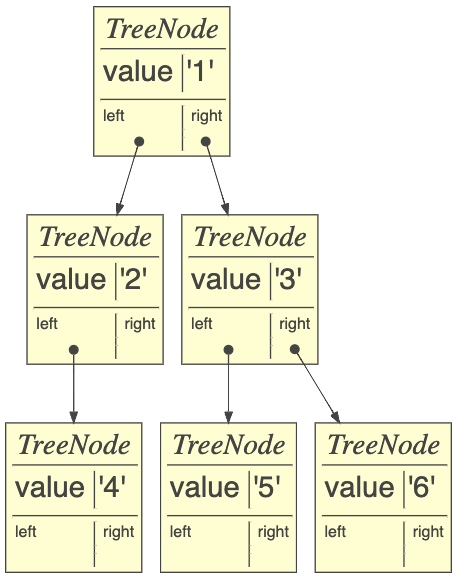 TreeNode
value '1'
left right
TreeNode
value '2'
left right
TreeNode
value '3'
left right
TreeNode
value '4'
left right
TreeNode
value '5'
left right
TreeNode
value '6'
left right